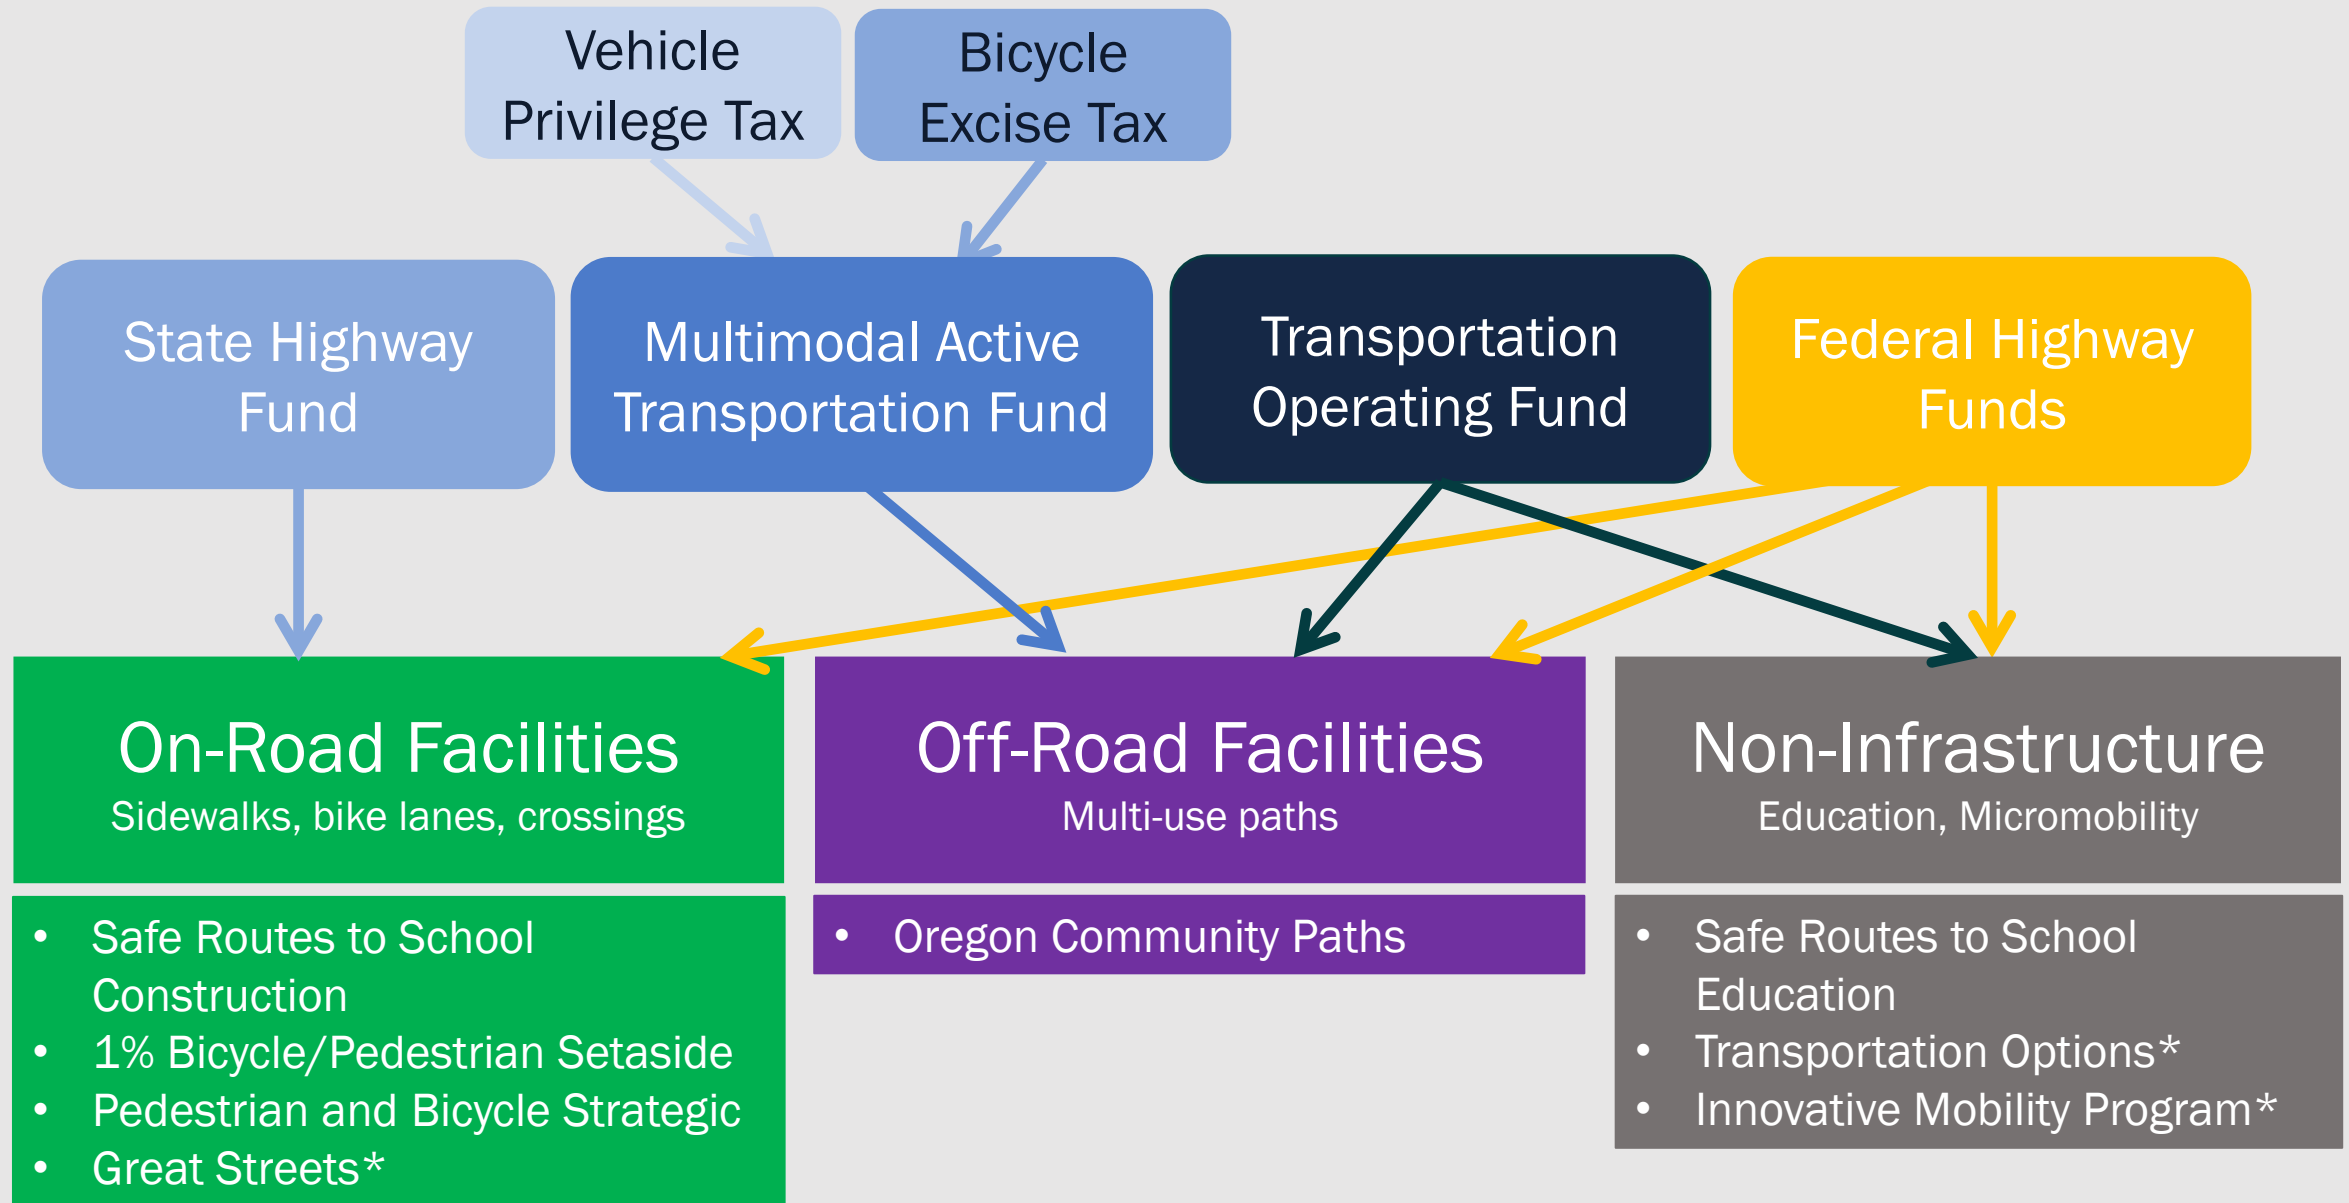 Vehicle
Privilege Tax
Bicycle
Excise Tax
State Highway
Fund
Multimodal Active
Transportation Fund
Transportation
Operating Fund
Federal Highway
Funds
On-Road Facilities
Sidewalks, bike lanes, crossings
Off-Road Facilities
Multi-use paths
Non-Infrastructure
Education, Micromobility
• Safe Routes to School
Construction
• 1% Bicycle/Pedestrian Setaside
• Pedestrian and Bicycle Strategic
• Great Streets*
• Oregon Community Paths
• Safe Routes to School
Education
• Transportation Options*
• Innovative Mobility Program*